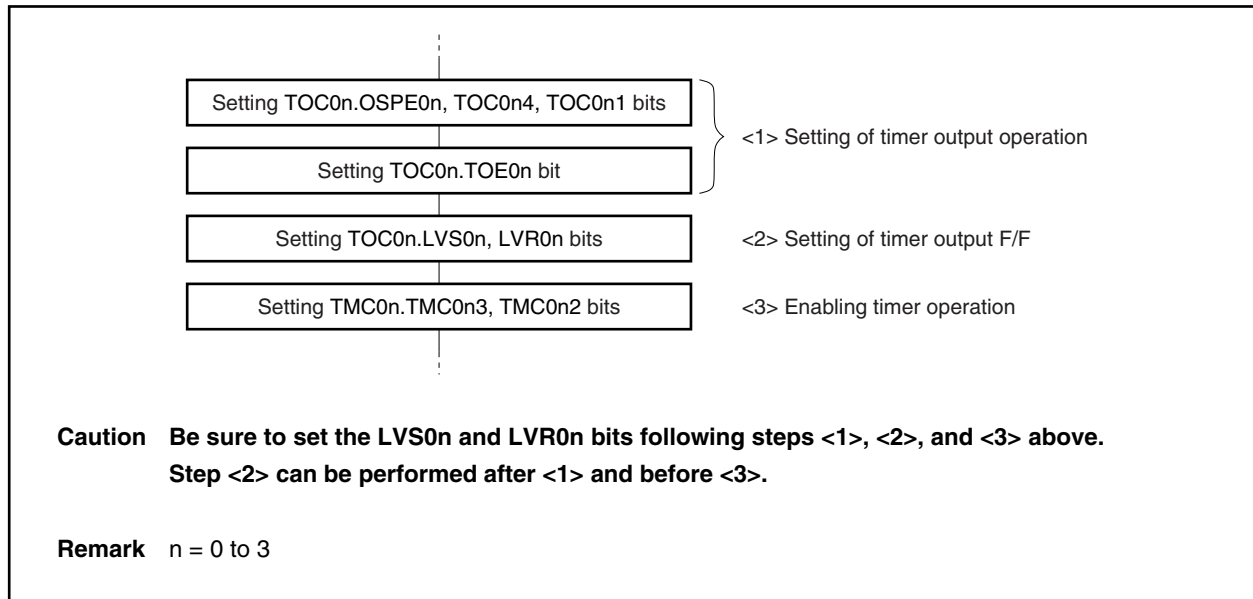 Setting TOC0n.OSPE0n, TOC0n4, TOC0n1 bits
<1> Setting of timer output operation
Setting TOC0n.TOE0n bit
Setting TOC0n.LVS0n, LVR0n bits
<2> Setting of timer output F/F
Setting TMC0n.TMC0n3, TMC0n2 bits
<3> Enabling timer operation
Caution Be sure to set the LVS0n and LVR0n bits following steps <1>, <2>, and <3> above.
Step <2> can be performed after <1> and before <3>.
Remark n = 0 to 3